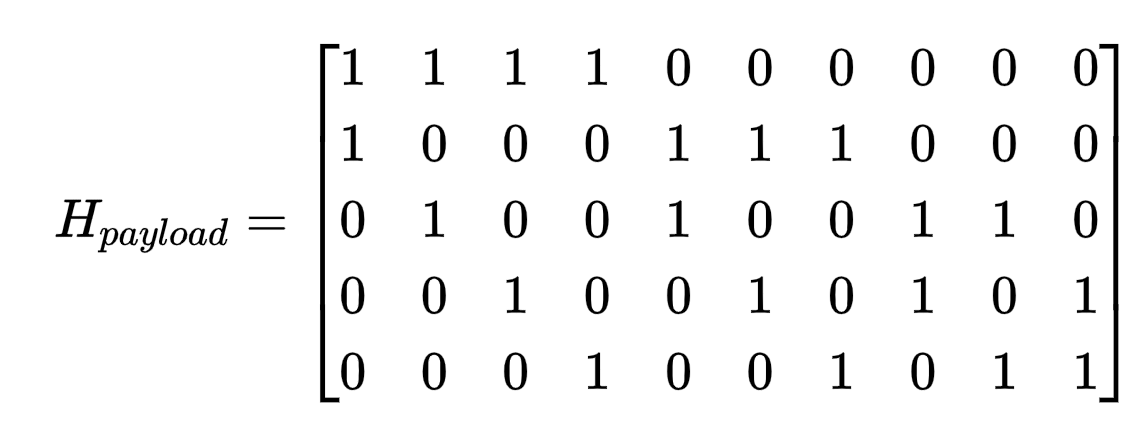 1 1 1 1 0 0 0 0 0 0
1 0 0 0 1 1 1 0 0 0
H_payload = 0 1 0 0 1 0 0 1 1 0
0 0 1 0 0 1 0 1 0 1
0 0 0 1 0 0 1 0 1 1